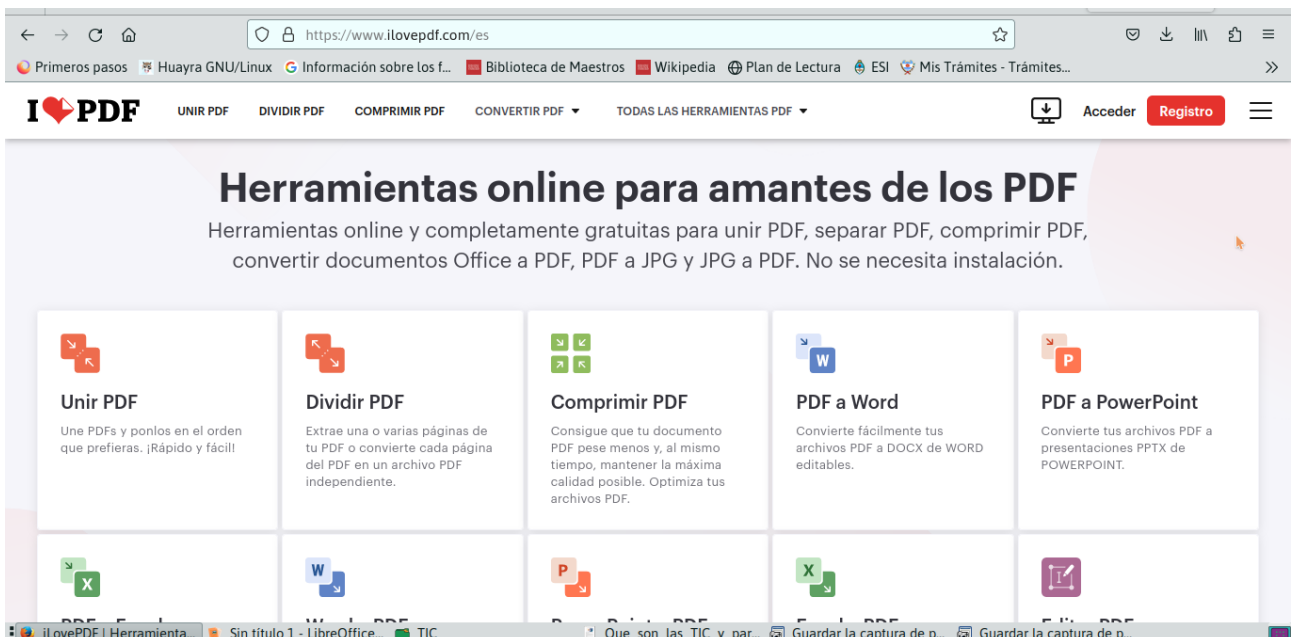 https://www.ilovepdf.com/es
Primeros pasos Huayra GNU/Linux Información sobre los f... Biblioteca de Maestros Wikipedia Plan de Lectura ESI Mis Trámites - Trámites...
I PDF UNIR PDF DIVIDIR PDF COMPRIMIR PDF CONVERTIR PDF TODAS LAS HERRAMIENTAS PDF Acceder Registro
Herramientas online para amantes de los PDF
Herramientas online y completamente gratuitas para unir PDF, separar PDF, comprimir PDF,
convertir documentos Office a PDF, PDF a JPG y JPG a PDF. No se necesita instalación.
Unir PDF
Une PDFs y ponlos en el orden
que prefieras. ¡Rápido y fácil!
Dividir PDF
Extrae una o varias páginas de
tu PDF o convierte cada página
del PDF en un archivo PDF
independiente.
Comprimir PDF
Consigue que tu documento
PDF pese menos y, al mismo
tiempo, mantener la máxima
calidad posible. Optimiza tus
archivos PDF.
PDF a Word
Convierte fácilmente tus
archivos PDF a DOCX de WORD
editables.
PDF a PowerPoint
Convierte tus archivos PDF a
presentaciones PPTX de
POWERPOINT.
X
W
P
X
iLovePDF | Herramienta... Sin título 1 - LibreOffice... TIC Que son las TIC y par... Guardar la captura de p... Guardar la captura de p...